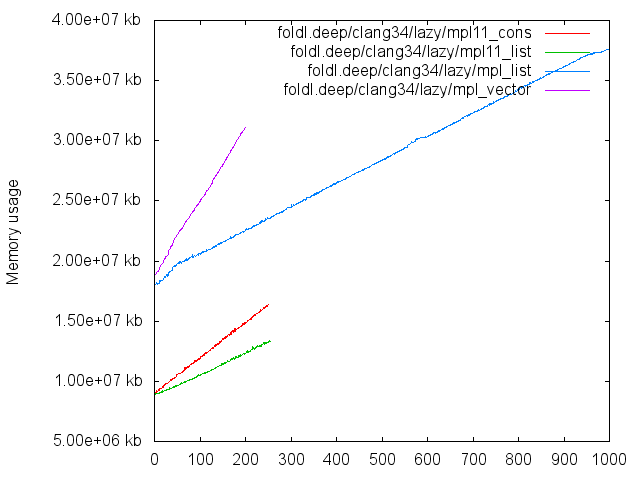 4.00e+07 kb
3.50e+07 kb
3.00e+07 kb
2.50e+07 kb
2.00e+07 kb
1.50e+07 kb
1.00e+07 kb
5.00e+06 kb
Memory usage
foldl.deep/clang34/lazy/mpl11_cons
foldl.deep/clang34/lazy/mpl11_list
foldl.deep/clang34/lazy/mpl_list
foldl.deep/clang34/lazy/mpl_vector
0 100 200 300 400 500 600 700 800 900 1000